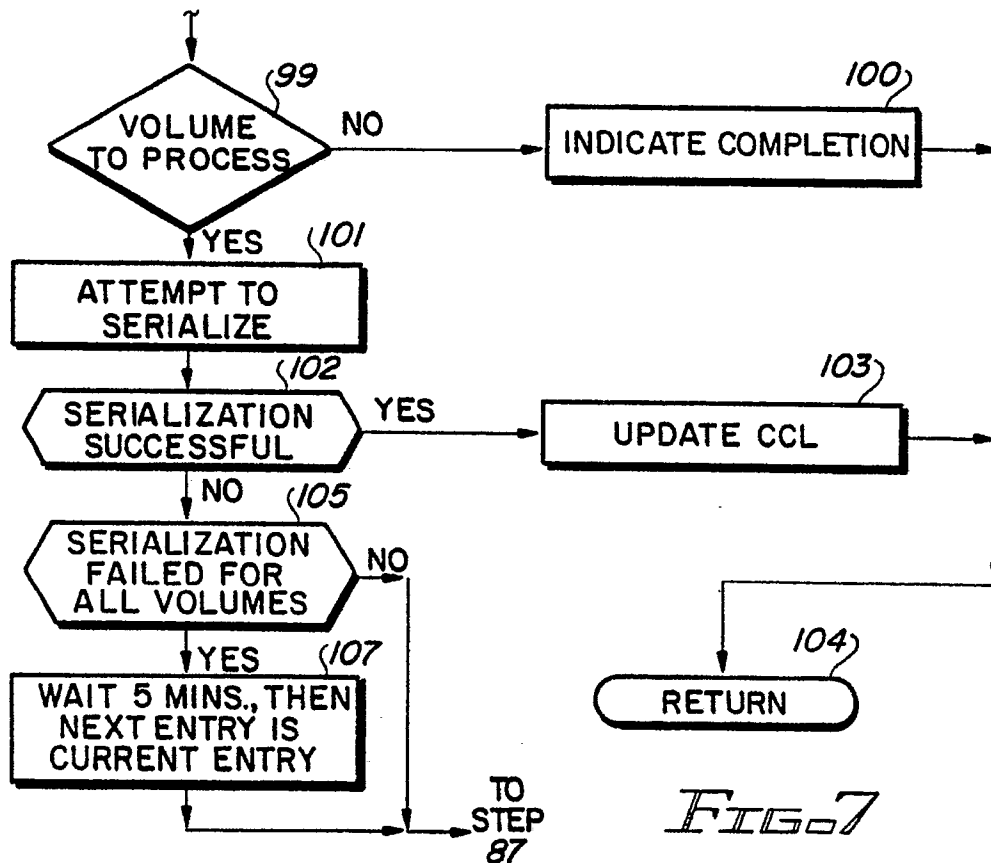 99
VOLUME
TO PROCESS
NO
100
INDICATE COMPLETION
YES
101
ATTEMPT TO
SERIALIZE
102
SERIALIZATION
SUCCESSFUL
YES
103
UPDATE CCL
NO
105
SERIALIZATION
FAILED FOR
ALL VOLUMES
NO
YES
107
WAIT 5 MINS., THEN
NEXT ENTRY IS
CURRENT ENTRY
104
RETURN
TO
STEP
87
FIG. 7